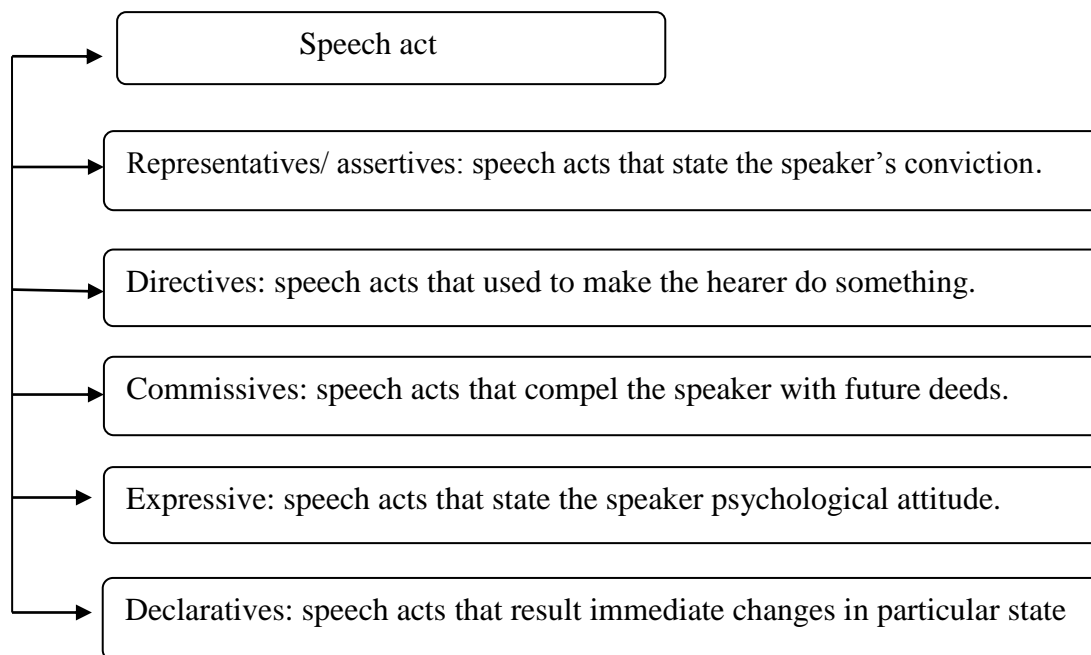 Speech act
Representatives/ assertives: speech acts that state the speaker’s conviction.
Directives: speech acts that used to make the hearer do something.
Commissives: speech acts that compel the speaker with future deeds.
Expressive: speech acts that state the speaker psychological attitude.
Declaratives: speech acts that result immediate changes in particular state